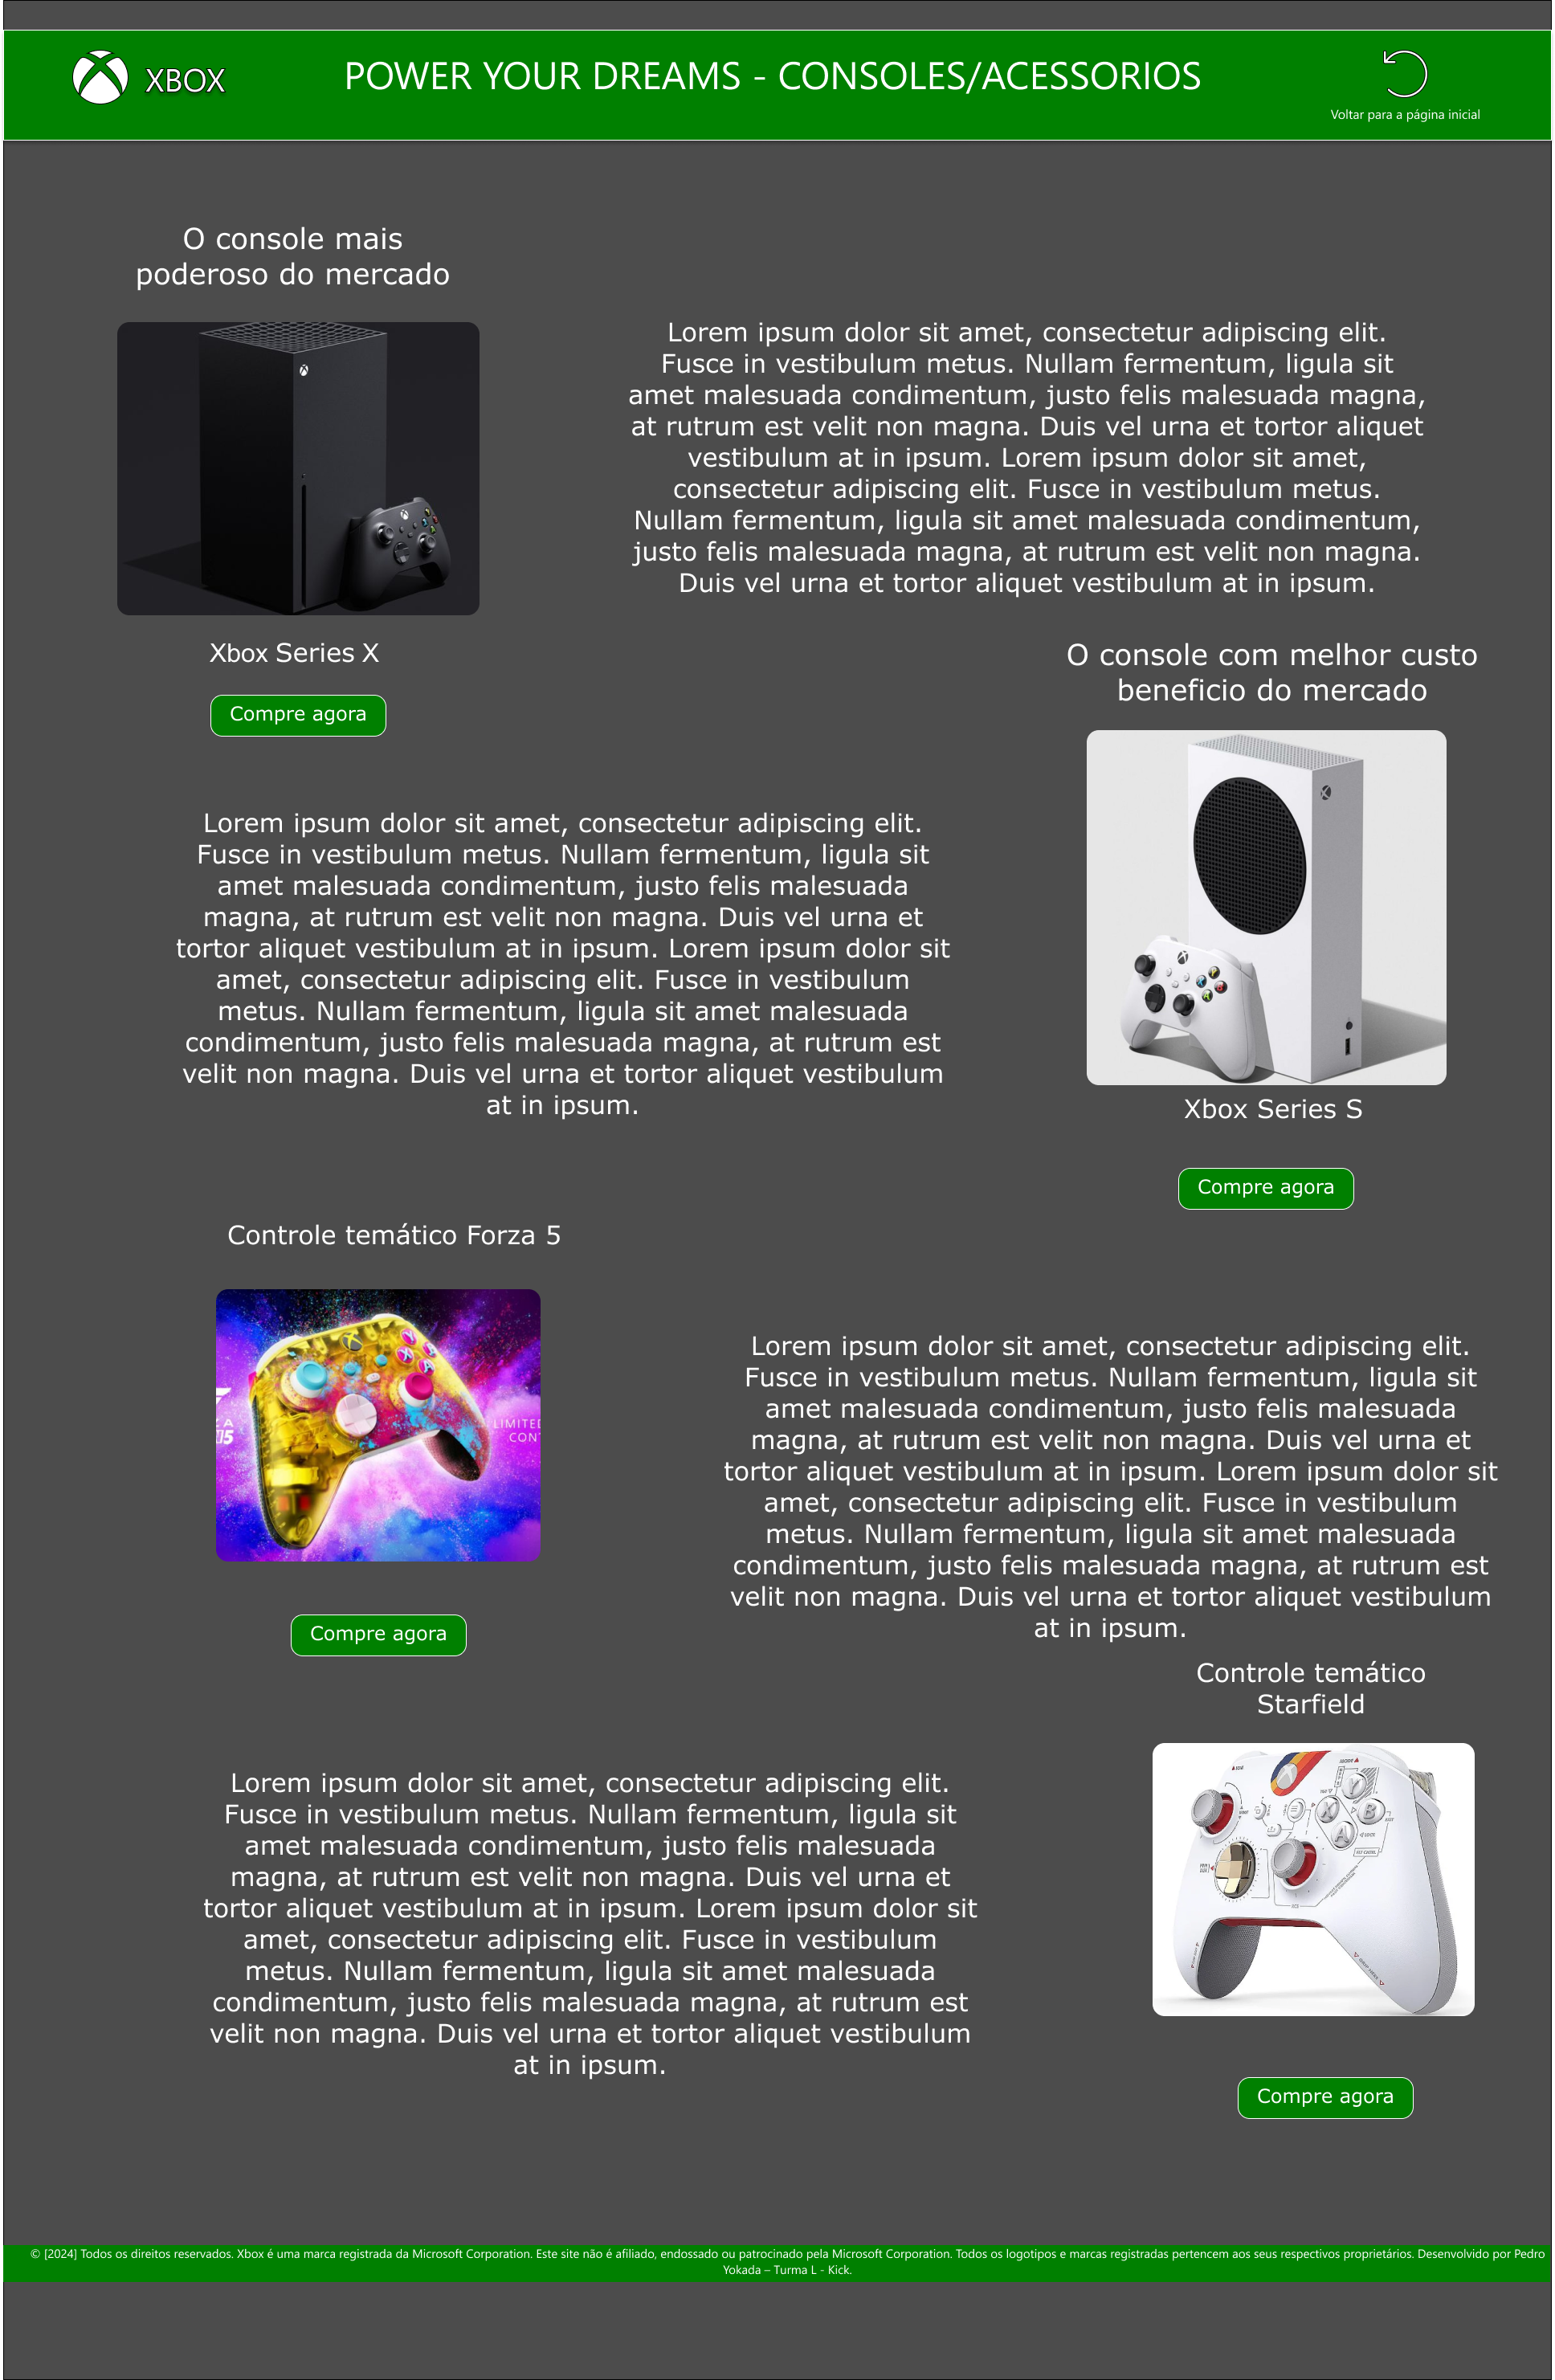 XBOX
POWER YOUR DREAMS - CONSOLES/ACESSORIOS
Voltar para a página inicial
O console mais
poderoso do mercado
Lorem ipsum dolor sit amet, consectetur adipiscing elit.
Fusce in vestibulum metus. Nullam fermentum, ligula sit
amet malesuada condimentum, justo felis malesuada magna,
at rutrum est velit non magna. Duis vel urna et tortor aliquet
vestibulum at in ipsum. Lorem ipsum dolor sit amet,
consectetur adipiscing elit. Fusce in vestibulum metus.
Nullam fermentum, ligula sit amet malesuada condimentum,
justo felis malesuada magna, at rutrum est velit non magna.
Duis vel urna et tortor aliquet vestibulum at in ipsum.
Xbox Series X
Compre agora
O console com melhor custo
beneficio do mercado
Lorem ipsum dolor sit amet, consectetur adipiscing elit.
Fusce in vestibulum metus. Nullam fermentum, ligula sit
amet malesuada condimentum, justo felis malesuada
magna, at rutrum est velit non magna. Duis vel urna et
tortor aliquet vestibulum at in ipsum. Lorem ipsum dolor sit
amet, consectetur adipiscing elit. Fusce in vestibulum
metus. Nullam fermentum, ligula sit amet malesuada
condimentum, justo felis malesuada magna, at rutrum est
velit non magna. Duis vel urna et tortor aliquet vestibulum
at in ipsum.
Xbox Series S
Compre agora
Controle temático Forza 5
LIMITED
CONT
Lorem ipsum dolor sit amet, consectetur adipiscing elit.
Fusce in vestibulum metus. Nullam fermentum, ligula sit
amet malesuada condimentum, justo felis malesuada
magna, at rutrum est velit non magna. Duis vel urna et
tortor aliquet vestibulum at in ipsum. Lorem ipsum dolor sit
amet, consectetur adipiscing elit. Fusce in vestibulum
metus. Nullam fermentum, ligula sit amet malesuada
condimentum, justo felis malesuada magna, at rutrum est
velit non magna. Duis vel urna et tortor aliquet vestibulum
at in ipsum.
Compre agora
Controle temático
Starfield
Y
X
B
A
Lorem ipsum dolor sit amet, consectetur adipiscing elit.
Fusce in vestibulum metus. Nullam fermentum, ligula sit
amet malesuada condimentum, justo felis malesuada
magna, at rutrum est velit non magna. Duis vel urna et
tortor aliquet vestibulum at in ipsum. Lorem ipsum dolor sit
amet, consectetur adipiscing elit. Fusce in vestibulum
metus. Nullam fermentum, ligula sit amet malesuada
condimentum, justo felis malesuada magna, at rutrum est
velit non magna. Duis vel urna et tortor aliquet vestibulum
at in ipsum.
Compre agora
© [2024] Todos os direitos reservados. Xbox é uma marca registrada da Microsoft Corporation. Este site não é afiliado, endossado ou patrocinado pela Microsoft Corporation. Todos os logotipos e marcas registradas pertencem aos seus respectivos proprietários. Desenvolvido por Pedro
Yokada – Turma L - Kick.